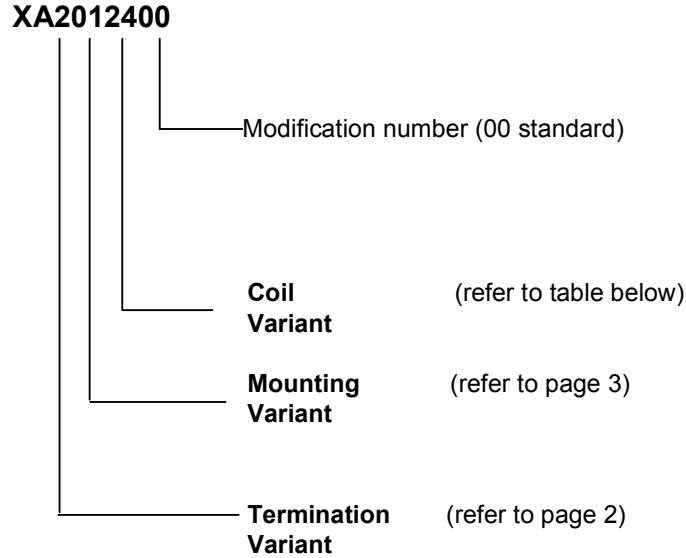 XA2012400
Modification number (00 standard)
Coil (refer to table below)
Variant
Mounting (refer to page 3)
Variant
Termination (refer to page 2)
Variant